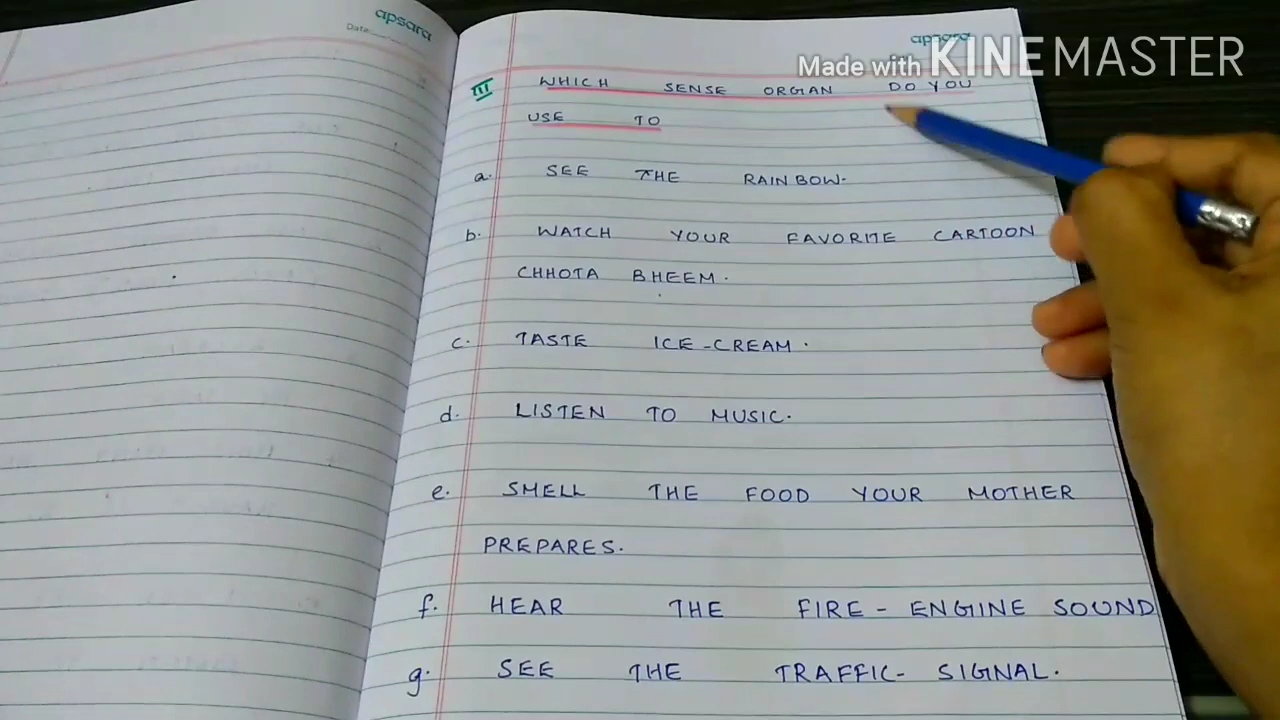 apsara
Date:
apsara
Made with KINEMASTER
III WHICH SENSE ORGAN DO YOU
USE TO
a. SEE THE RAINBOW.
b. WATCH YOUR FAVORITE CARTOON
CHHOTA BHEEM.
c. TASTE ICE-CREAM.
d. LISTEN TO MUSIC.
e. SMELL THE FOOD YOUR MOTHER
PREPARES.
f. HEAR THE FIRE-ENGINE SOUND
g. SEE THE TRAFFIC-SIGNAL.